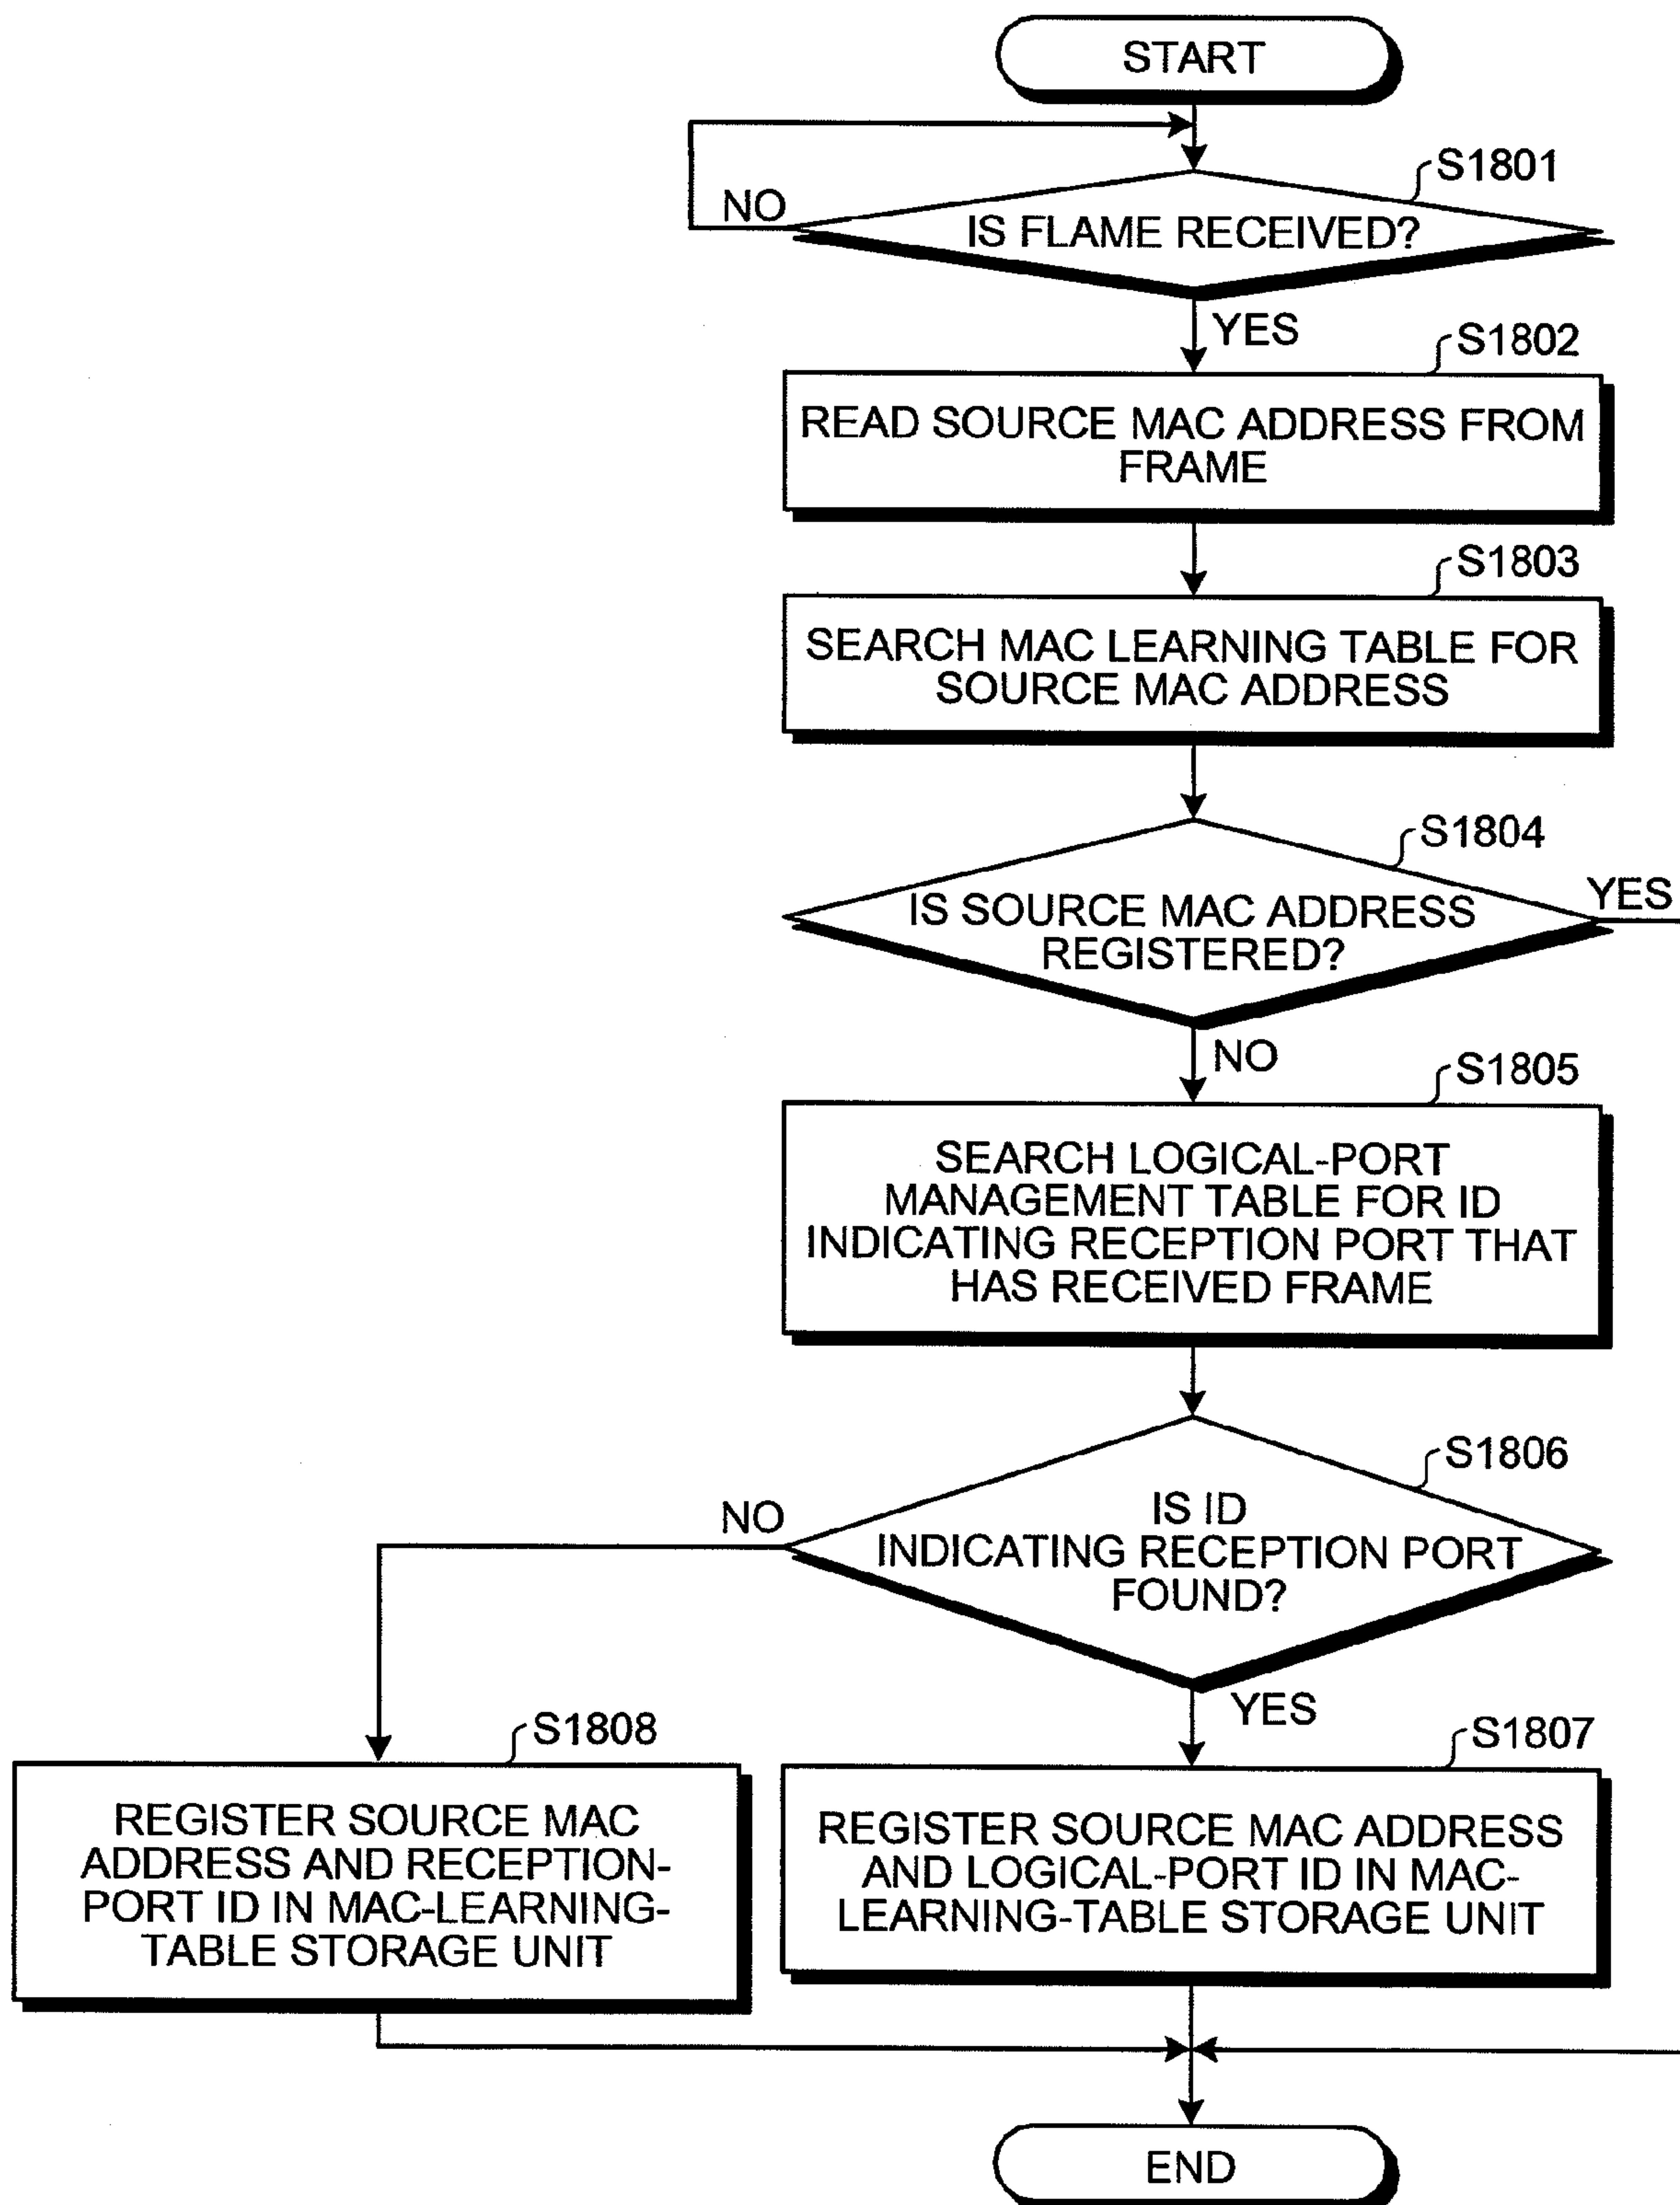 START
S1801
NO
IS FLAME RECEIVED?
YES
S1802
READ SOURCE MAC ADDRESS FROM
FRAME
S1803
SEARCH MAC LEARNING TABLE FOR
SOURCE MAC ADDRESS
S1804
YES
IS SOURCE MAC ADDRESS
REGISTERED?
NO
S1805
SEARCH LOGICAL-PORT
MANAGEMENT TABLE FOR ID
INDICATING RECEPTION PORT THAT
HAS RECEIVED FRAME
S1806
NO
IS ID
INDICATING RECEPTION PORT
FOUND?
YES
S1808
REGISTER SOURCE MAC
ADDRESS AND RECEPTION-
PORT ID IN MAC-LEARNING-
TABLE STORAGE UNIT
S1807
REGISTER SOURCE MAC ADDRESS
AND LOGICAL-PORT ID IN MAC-
LEARNING-TABLE STORAGE UNIT
END